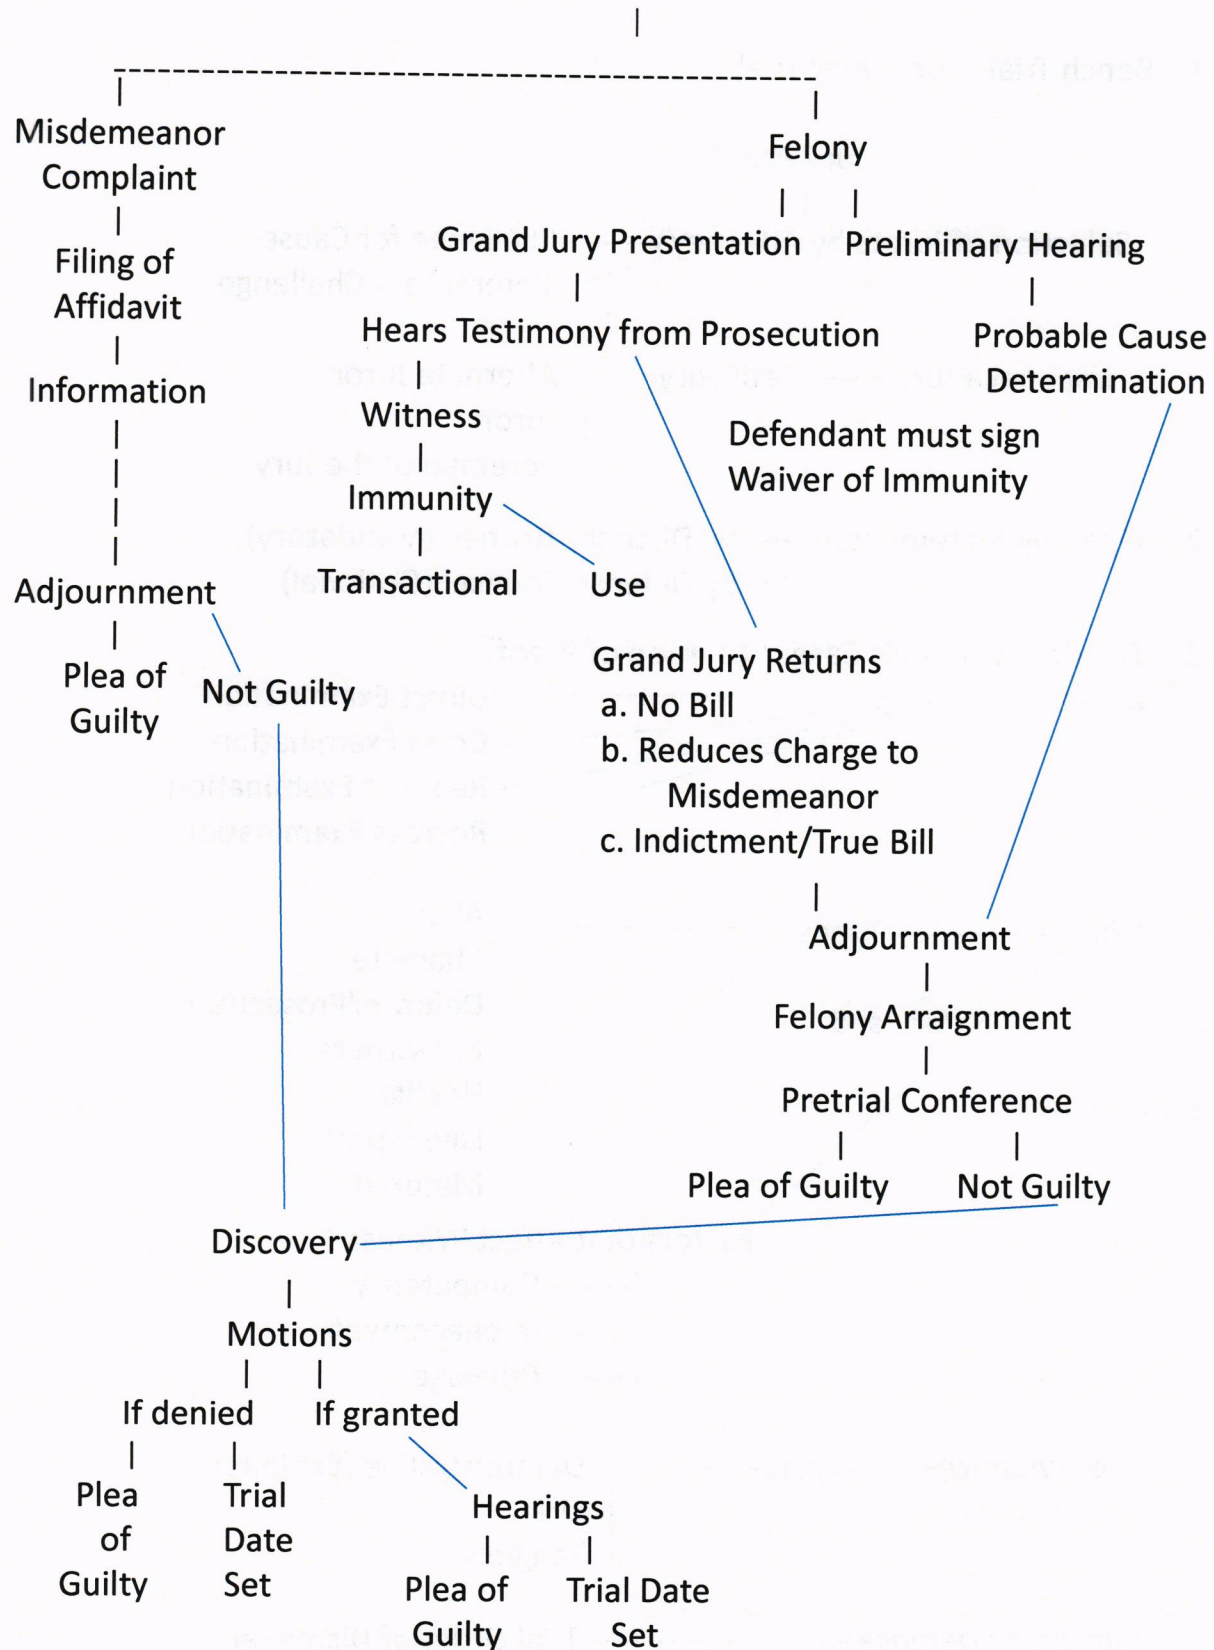 Misdemeanor
Complaint
Filing of
Affidavit
Information
Adjournment
Plea of
Guilty
Not Guilty
Felony
Grand Jury Presentation
Preliminary Hearing
Hears Testimony from Prosecution
Probable Cause
Determination
Witness
Defendant must sign
Waiver of Immunity
Immunity
Transactional
Use
Grand Jury Returns
a. No Bill
b. Reduces Charge to
Misdemeanor
c. Indictment/True Bill
Adjournment
Felony Arraignment
Pretrial Conference
Plea of Guilty
Not Guilty
Discovery
Motions
If denied
If granted
Plea
of
Guilty
Trial
Date
Set
Hearings
Plea of
Guilty
Trial Date
Set